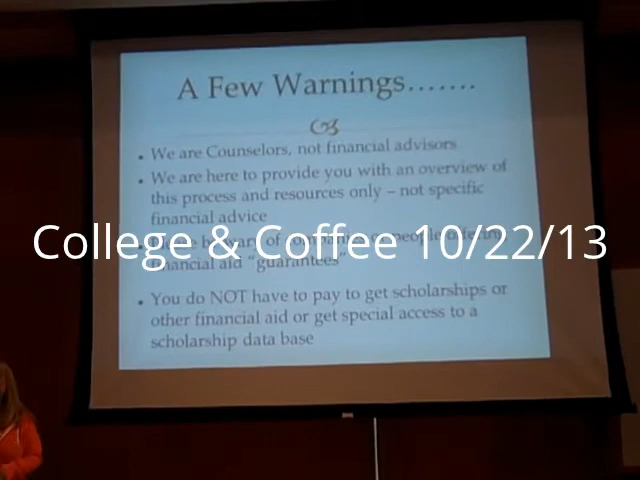 A Few Warnings…….
We are Counselors, not financial advisors
We are here to provide you with an overview of
this process and resources only – not specific
financial advice
College & Coffee 10/22/13
financial aid "guarantees"
You do NOT have to pay to get scholarships or
other financial aid or get special access to a
scholarship data base